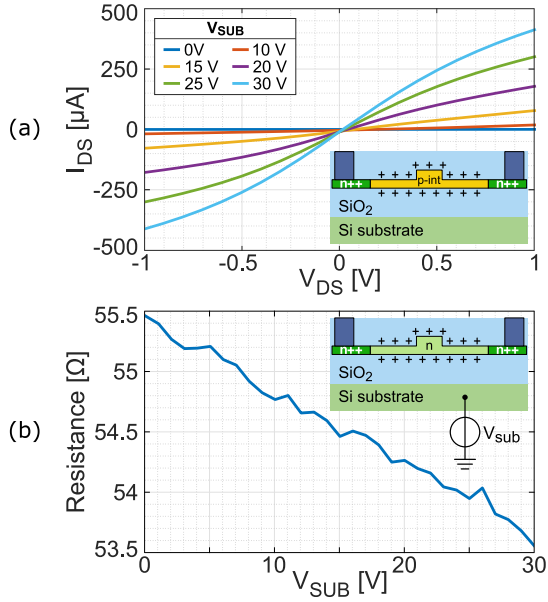 (a)
I_DS [µA]
500
250
0
-250
-500
V_SUB
0V
10 V
15 V
20 V
25 V
30 V
+ + + +
+ + + + + +
p-int
n++
n++
+ + + + + + +
SiO₂
Si substrate
-1
-0.5
0
0.5
1
V_DS [V]
(b)
Resistance [Ω]
55.5
55
54.5
54
53.5
+ + + +
+ + + + + +
n
n++
n++
+ + + + + + +
SiO₂
Si substrate
V_sub
0
10
20
30
V_SUB [V]